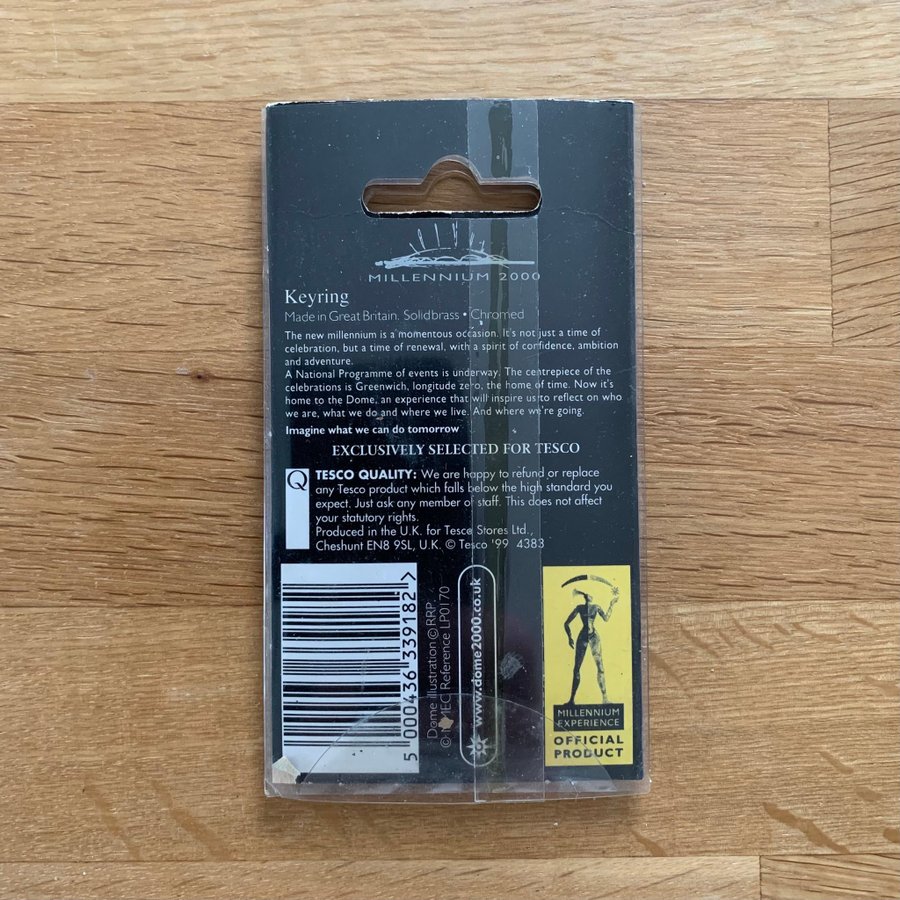 MILLENNIUM 2000
Keyring
Made in Great Britain. Solid brass • Chromed
The new millennium is a momentous occasion. It's not just a time of
celebration, but a time of renewal, with a spirit of confidence, ambition
and adventure.
A National Programme of events is underway. The centrepiece of the
celebrations is Greenwich, longitude zero, the home of time. Now it's
home to the Dome, an experience that will inspire us to reflect on who
we are, what we do and where we live. And where we're going.
Imagine what we can do tomorrow
EXCLUSIVELY SELECTED FOR TESCO
Q
TESCO QUALITY: We are happy to refund or replace
any Tesco product which falls below the high standard you
expect. Just ask any member of staff. This does not affect
your statutory rights.
Produced in the U.K. for Tesco Stores Ltd.,
Cheshunt EN8 9SL, U.K. © Tesco '99 4383
5 000436 339182 >
Dome illustration © RRP.
© NMEC Reference LP0170
www.dome2000.co.uk
MILLENNIUM
EXPERIENCE
OFFICIAL
PRODUCT